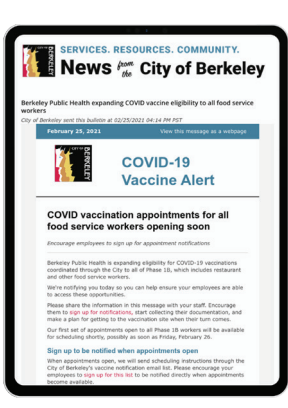 SERVICES. RESOURCES. COMMUNITY.
News from the City of Berkeley
Berkeley Public Health expanding COVID vaccine eligibility to all food service
workers
City of Berkeley sent this bulletin at 02/25/2021 04:14 PM PST
February 25, 2021 View this message as a webpage
COVID-19
Vaccine Alert
COVID vaccination appointments for all
food service workers opening soon
Encourage employees to sign up for appointment notifications
Berkeley Public Health is expanding eligibility for COVID-19 vaccinations
coordinated through the City to all of Phase 1B, which includes restaurant
and other food service workers.
We're notifying you today so you can help ensure your employees are able
to access these opportunities.
Please share the information in this message with your staff. Encourage
them to sign up for notifications, start collecting their documentation, and
make a plan for getting to the vaccination site when their turn comes.
Our first set of appointments open to all Phase 1B workers will be available
for scheduling shortly, possibly as soon as Friday, February 26.
Sign up to be notified when appointments open
When appointments open, we will send scheduling instructions through the
City of Berkeley's vaccine notification email list. Please encourage your
employees to sign up for this list to be notified directly when appointments
become available.